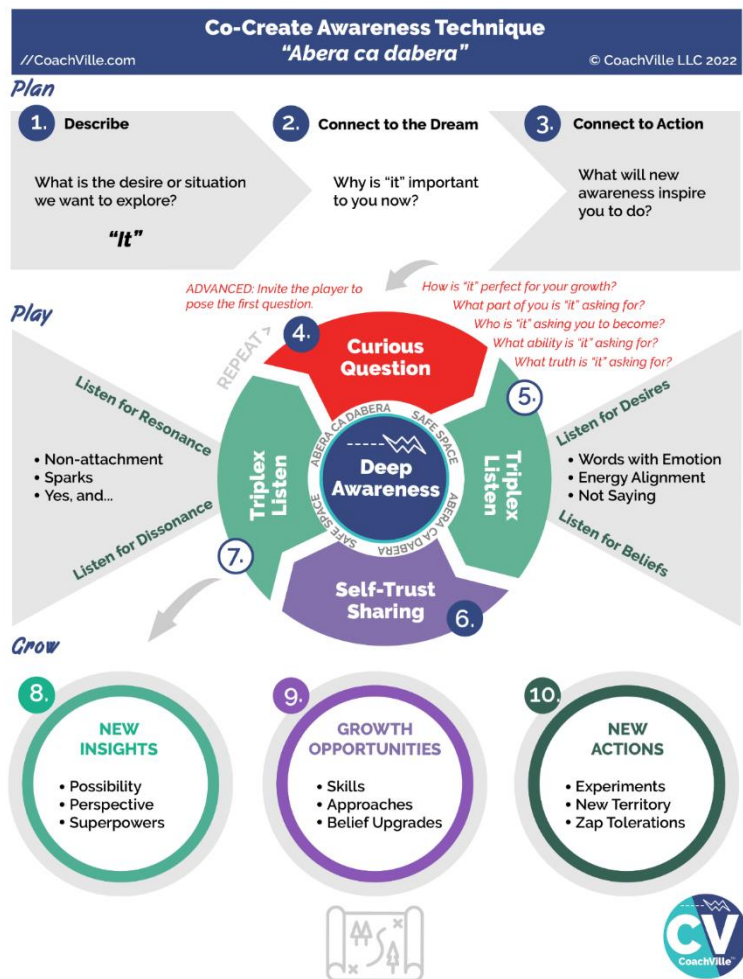 Co-Create Awareness Technique
//CoachVille.com
"Abera ca dabera"
© CoachVille LLC 2022
Plan
1. Describe
2. Connect to the Dream
3. Connect to Action
What is the desire or situation
we want to explore?
"It"
Why is "it" important
to you now?
What will new
awareness inspire
you to do?
ADVANCED: Invite the player to
pose the first question.
How is "it" perfect for your growth?
What part of you is "it" asking for?
Who is "it" asking you to become?
What ability is "it" asking for?
What truth is "it" asking for?
Play
REPEAT >
4.
Curious
Question
5.
Triplex
Listen
Listen for Desires
• Words with Emotion
• Energy Alignment
• Not Saying
Listen for Beliefs
6.
Self-Trust
Sharing
7.
Triplex
Listen
Listen for Resonance
• Non-attachment
• Sparks
• Yes, and...
Listen for Dissonance
ABERA CA DABERA
SAFE SPACE
ABERA CA DABERA
SAFE SPACE
Deep
Awareness
Grow
8.
NEW
INSIGHTS
• Possibility
• Perspective
• Superpowers
9.
GROWTH
OPPORTUNITIES
• Skills
• Approaches
• Belief Upgrades
10.
NEW
ACTIONS
• Experiments
• New Territory
• Zap Tolerations
CV
CoachVille